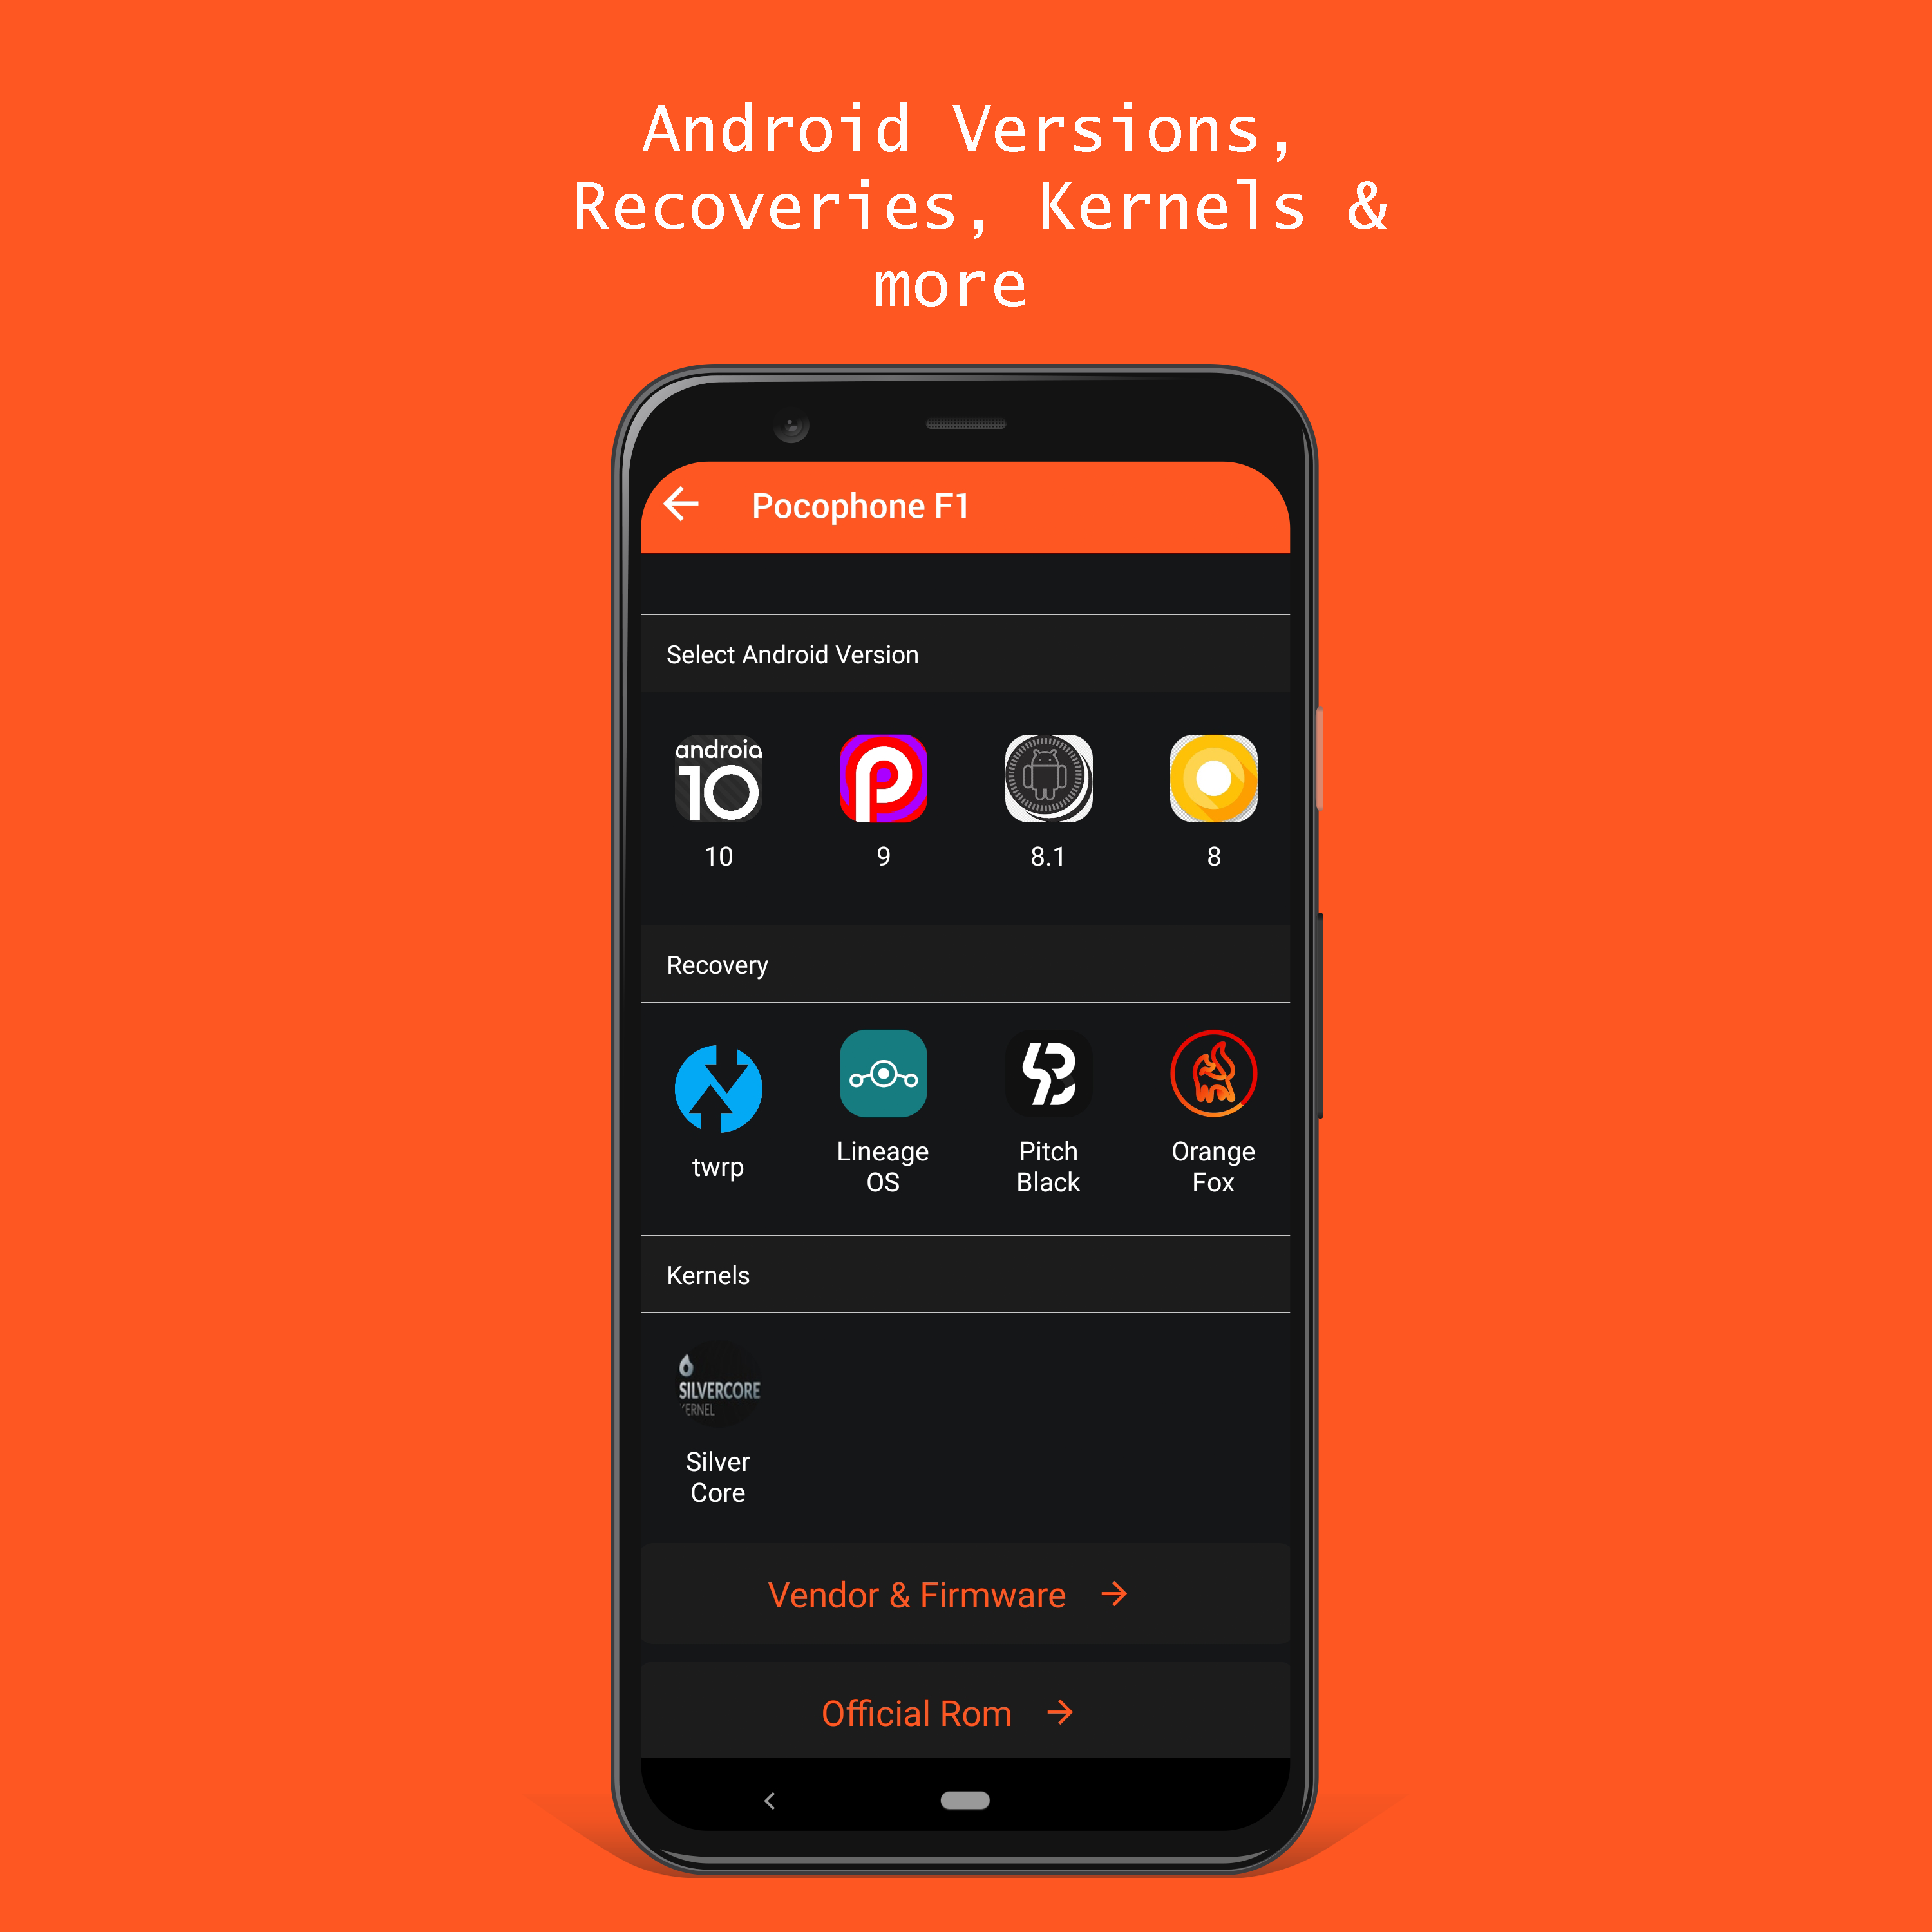 Android Versions,
Recoveries, Kernels &
more
Pocophone F1
Select Android Version
android
10
10
9
8.1
8
Recovery
twrp
Lineage
OS
Pitch
Black
Orange
Fox
Kernels
SILVERCORE
KERNEL
Silver
Core
Vendor & Firmware
Official Rom